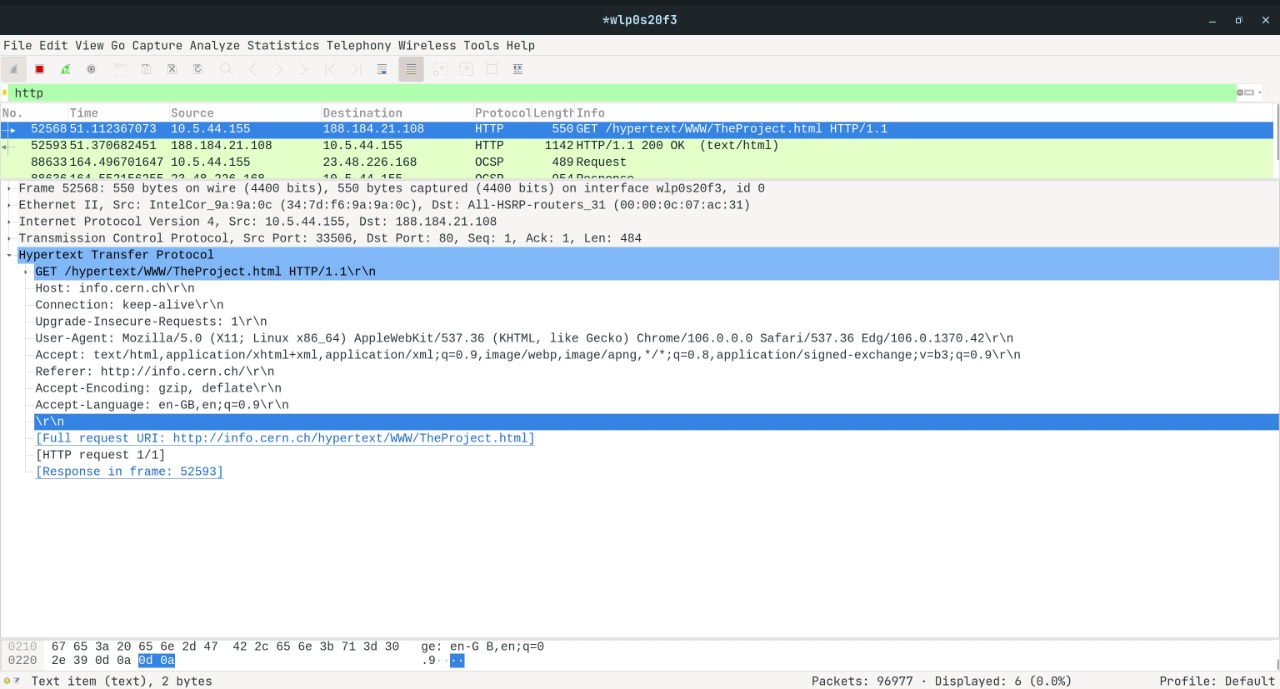 *wlp0s20f3
File Edit View Go Capture Analyze Statistics Telephony Wireless Tools Help
http
No. Time Source Destination Protocol Length Info
52568 51.112367073 10.5.44.155 188.184.21.108 HTTP 550 GET /hypertext/WWW/TheProject.html HTTP/1.1
52593 51.370682451 188.184.21.108 10.5.44.155 HTTP 1142 HTTP/1.1 200 OK (text/html)
88633 164.496701647 10.5.44.155 23.48.226.168 OCSP 489 Request
88636 164.552156255 23.48.226.168 10.5.44.155 OCSP 954 Response
Frame 52568: 550 bytes on wire (4400 bits), 550 bytes captured (4400 bits) on interface wlp0s20f3, id 0
Ethernet II, Src: IntelCor_9a:9a:0c (34:7d:f6:9a:9a:0c), Dst: All-HSRP-routers_31 (00:00:0c:07:ac:31)
Internet Protocol Version 4, Src: 10.5.44.155, Dst: 188.184.21.108
Transmission Control Protocol, Src Port: 33506, Dst Port: 80, Seq: 1, Ack: 1, Len: 484
Hypertext Transfer Protocol
GET /hypertext/WWW/TheProject.html HTTP/1.1\r\n
Host: info.cern.ch\r\n
Connection: keep-alive\r\n
Upgrade-Insecure-Requests: 1\r\n
User-Agent: Mozilla/5.0 (X11; Linux x86_64) AppleWebKit/537.36 (KHTML, like Gecko) Chrome/106.0.0.0 Safari/537.36 Edg/106.0.1370.42\r\n
Accept: text/html,application/xhtml+xml,application/xml;q=0.9,image/webp,image/apng,*/*;q=0.8,application/signed-exchange;v=b3;q=0.9\r\n
Referer: http://info.cern.ch/\r\n
Accept-Encoding: gzip, deflate\r\n
Accept-Language: en-GB,en;q=0.9\r\n
\r\n
[Full request URI: http://info.cern.ch/hypertext/WWW/TheProject.html]
[HTTP request 1/1]
[Response in frame: 52593]
0210 67 65 3a 20 65 6e 2d 47 42 2c 65 6e 3b 71 3d 30 ge: en-G B,en;q=0
0220 2e 39 0d 0a 0d 0a .9·· ··
Text item (text), 2 bytes Packets: 96977 · Displayed: 6 (0.0%) Profile: Default